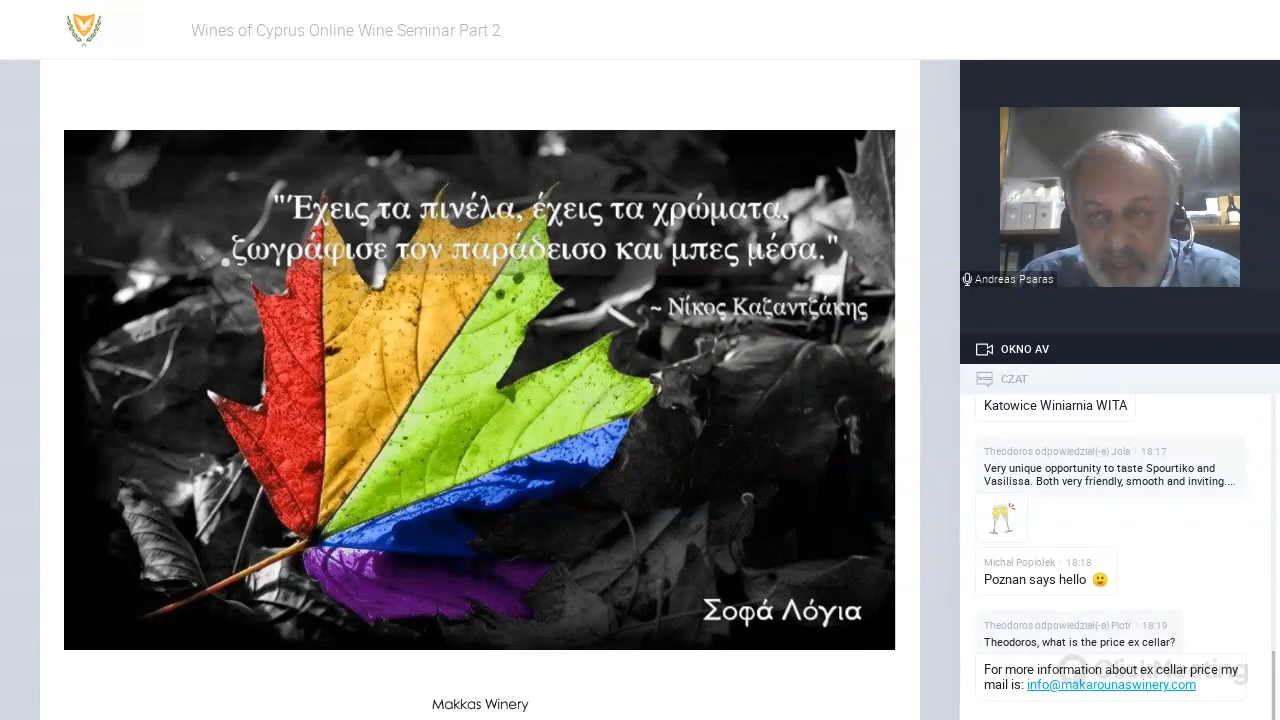 Wines of Cyprus Online Wine Seminar Part 2
"Έχεις τα πινέλα, έχεις τα χρώματα,
ζωγράφισε τον παράδεισο και μπες μέσα."
~ Νίκος Καζαντζάκης
Σοφά Λόγια
Makkas Winery
Andreas Psaras
OKNO AV
CZAT
Katowice Winiarnia WITA
Theodoros odpowiedział(-a) Jola 18:17
Very unique opportunity to taste Spourtiko and
Vasilissa. Both very friendly, smooth and inviting....
Michał Popiołek 18:18
Poznan says hello 🙂
Theodoros odpowiedział(-a) Piotr 18:19
Theodoros, what is the price ex cellar?
For more information about ex cellar price my
mail is: info@makarounaswinery.com
ClickMeeting